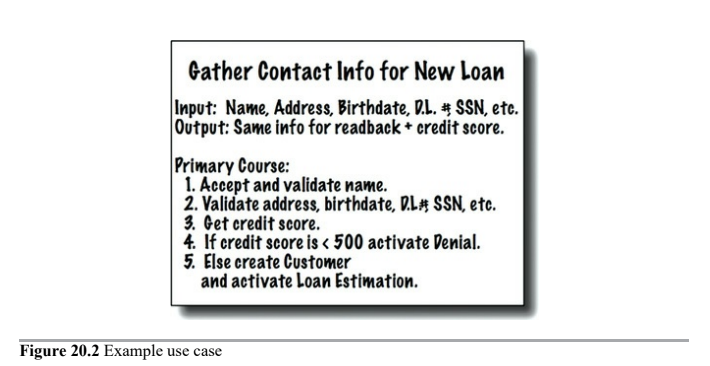 Gather Contact Info for New Loan
Input: Name, Address, Birthdate, D.L. # SSN, etc.
Output: Same info for readback + credit score.
Primary Course:
1. Accept and validate name.
2. Validate address, birthdate, D.L# SSN, etc.
3. Get credit score.
4. If credit score is < 500 activate Denial.
5. Else create Customer
and activate Loan Estimation.
Figure 20.2 Example use case